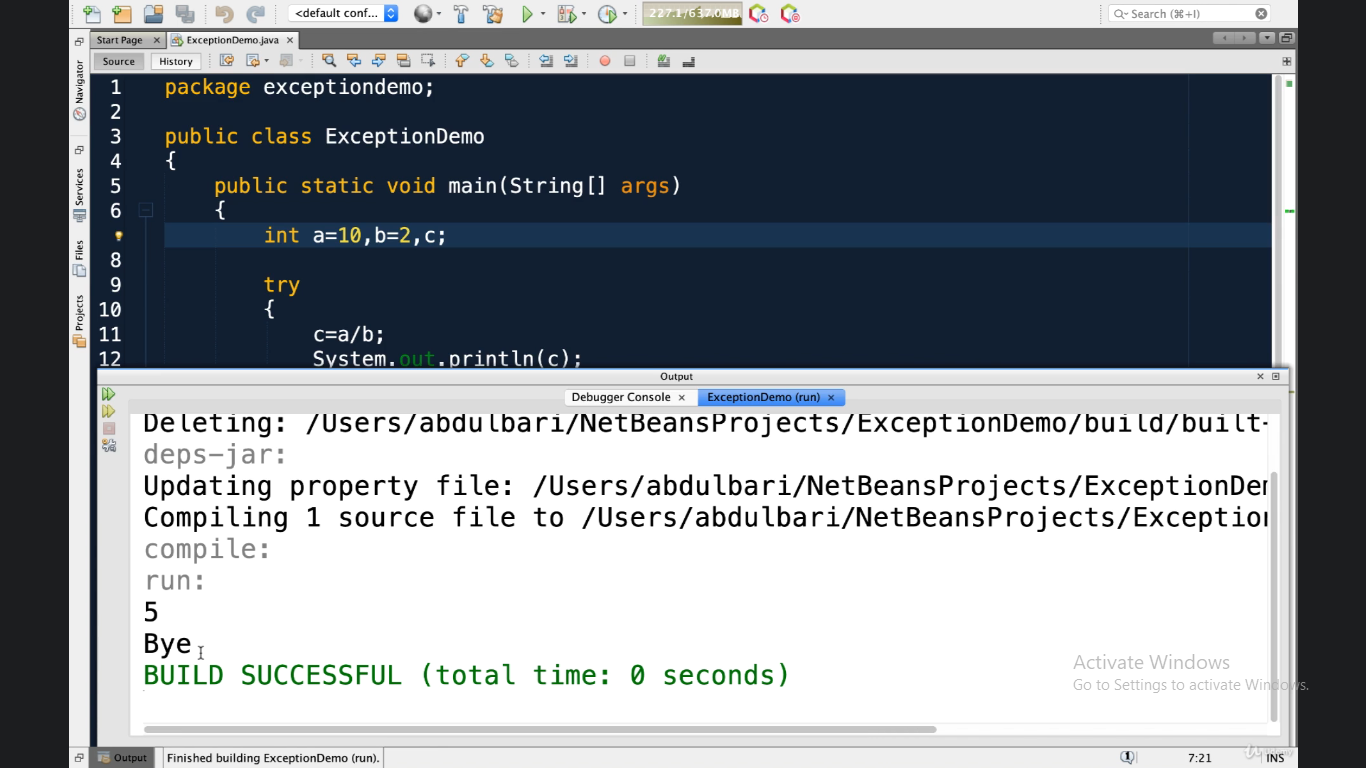 <default conf...
227.1/637.0MB
Search (⌘+I)
Start Page
ExceptionDemo.java
Source
History
Navigator
Services
Files
Projects
1 package exceptiondemo;
2
3 public class ExceptionDemo
4 {
5 public static void main(String[] args)
6 {
int a=10,b=2,c;
8
9 try
10 {
11 c=a/b;
12 System.out.println(c);
Output
Debugger Console
ExceptionDemo (run)
Deleting: /Users/abdulbari/NetBeansProjects/ExceptionDemo/build/built-
deps-jar:
Updating property file: /Users/abdulbari/NetBeansProjects/ExceptionDem
Compiling 1 source file to /Users/abdulbari/NetBeansProjects/Exception
compile:
run:
5
Bye
BUILD SUCCESSFUL (total time: 0 seconds)
Activate Windows
Go to Settings to activate Windows.
Output
Finished building ExceptionDemo (run).
1
7:21
INS